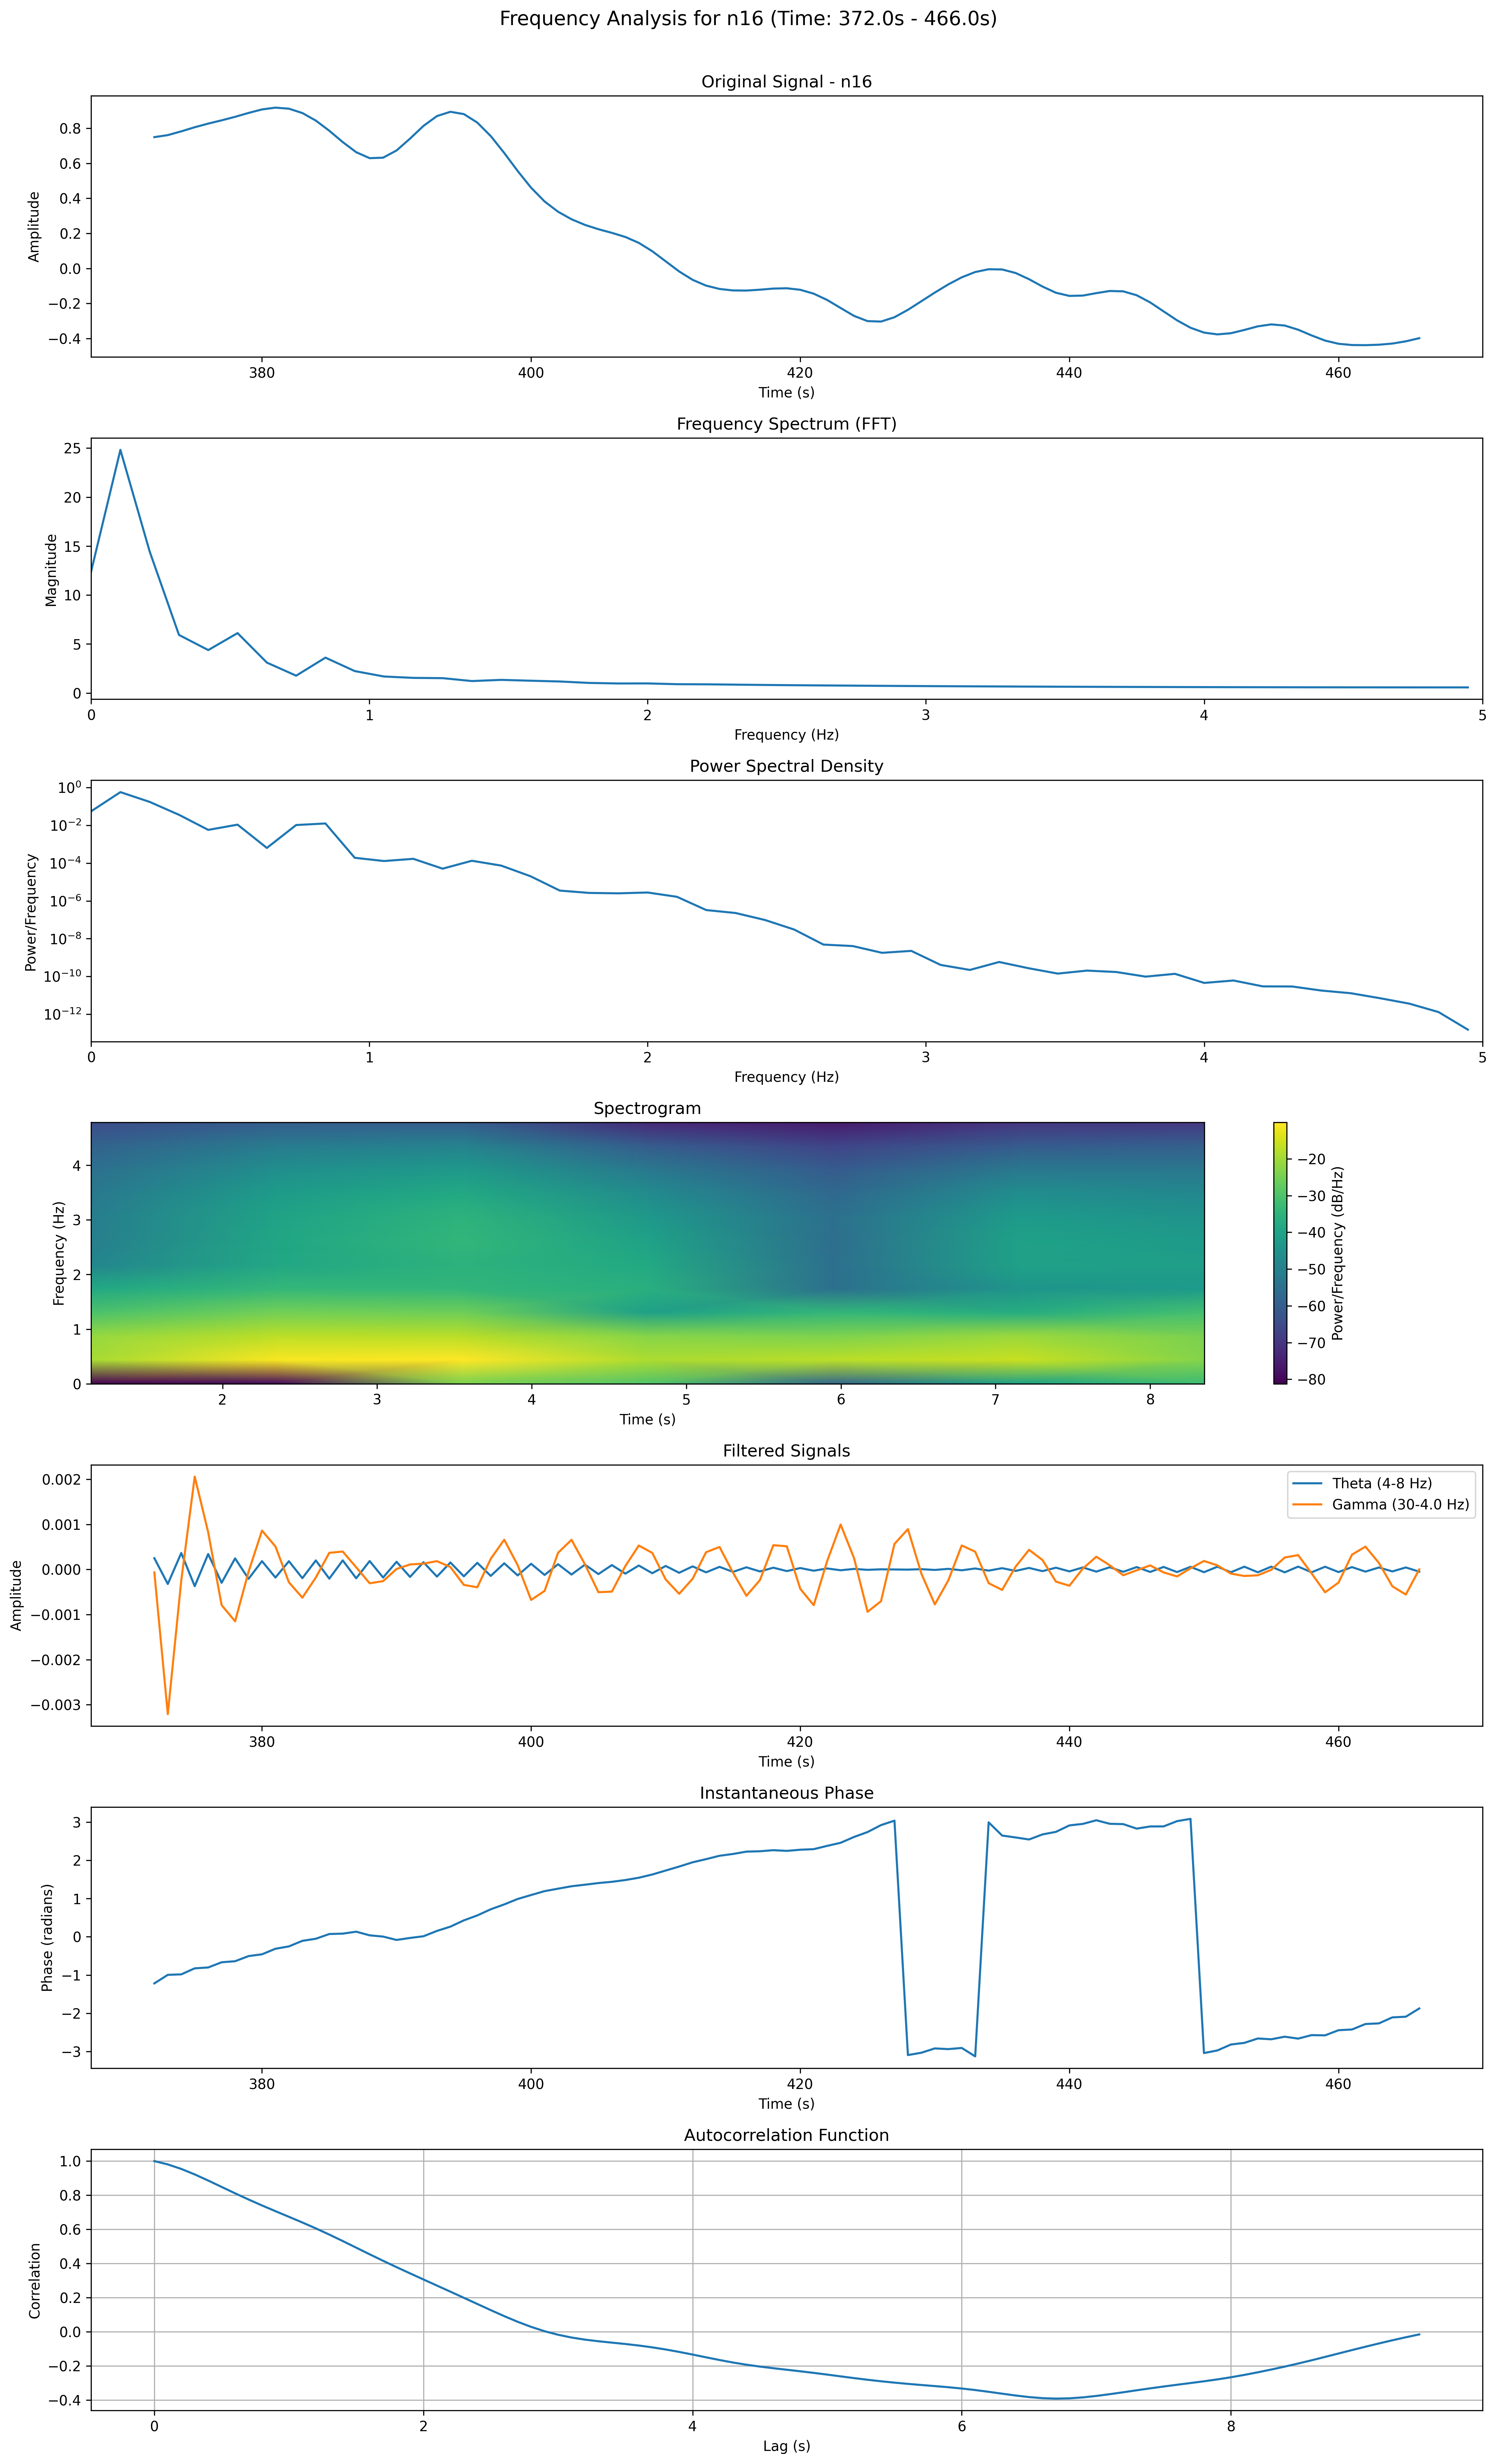 Frequency Analysis for n16 (Time: 372.0s - 466.0s)
Original Signal - n16
Amplitude
0.8
0.6
0.4
0.2
0.0
−0.2
−0.4
380 400 420 440 460
Time (s)
Frequency Spectrum (FFT)
Magnitude
25
20
15
10
5
0
0 1 2 3 4 5
Frequency (Hz)
Power Spectral Density
Power/Frequency
10⁰
10⁻²
10⁻⁴
10⁻⁶
10⁻⁸
10⁻¹⁰
10⁻¹²
0 1 2 3 4 5
Frequency (Hz)
Spectrogram
Frequency (Hz)
4
3
2
1
0
2 3 4 5 6 7 8
Time (s)
−20
−30
−40
−50
−60
−70
−80
Power/Frequency (dB/Hz)
Filtered Signals
Amplitude
0.002
0.001
0.000
−0.001
−0.002
−0.003
Theta (4-8 Hz)
Gamma (30-4.0 Hz)
380 400 420 440 460
Time (s)
Instantaneous Phase
Phase (radians)
3
2
1
0
−1
−2
−3
380 400 420 440 460
Time (s)
Autocorrelation Function
Correlation
1.0
0.8
0.6
0.4
0.2
0.0
−0.2
−0.4
0 2 4 6 8
Lag (s)